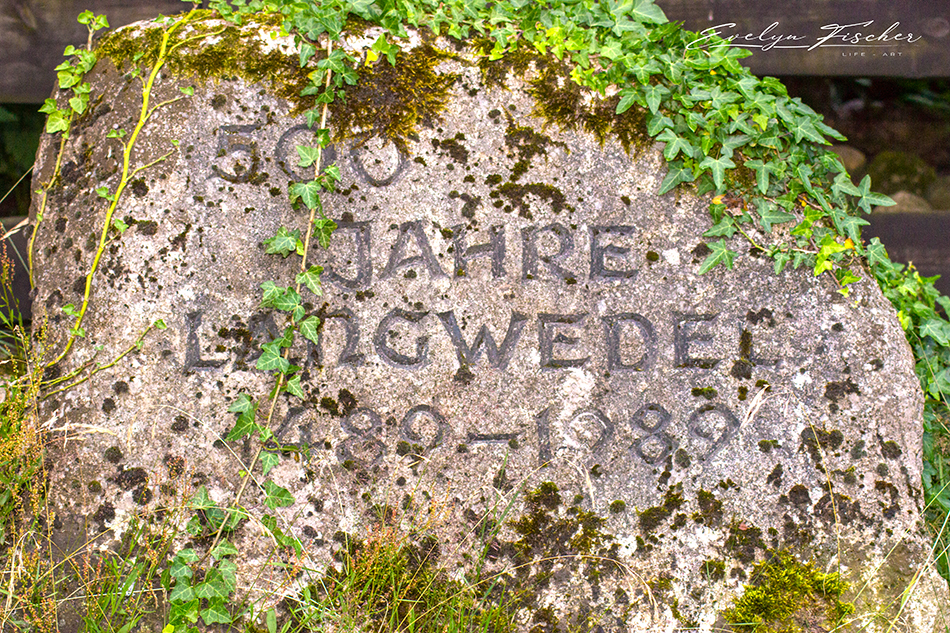 Evelyn Fischer
LIFE - ART
500
JAHRE
LANGWEDEL
1489-1989